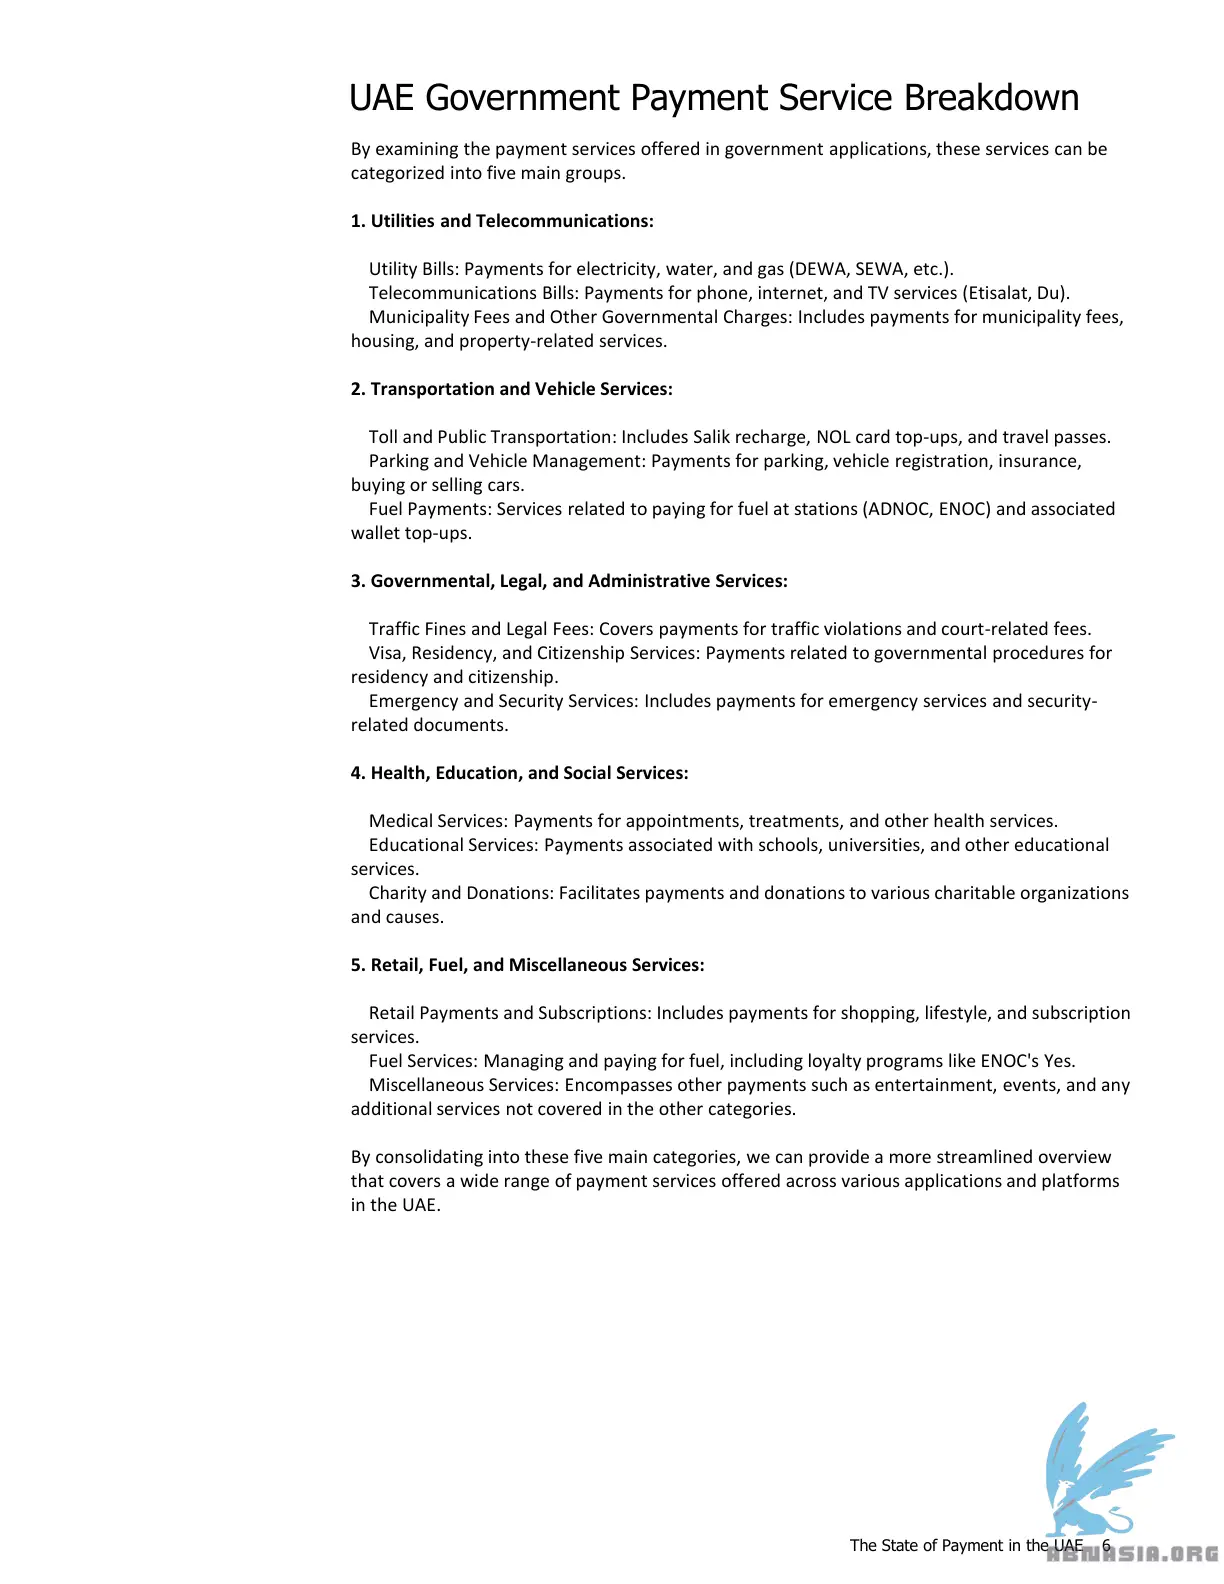 UAE Government Payment Service Breakdown
By examining the payment services offered in government applications, these services can be
categorized into five main groups.
1. Utilities and Telecommunications:
Utility Bills: Payments for electricity, water, and gas (DEWA, SEWA, etc.).
Telecommunications Bills: Payments for phone, internet, and TV services (Etisalat, Du).
Municipality Fees and Other Governmental Charges: Includes payments for municipality fees,
housing, and property-related services.
2. Transportation and Vehicle Services:
Toll and Public Transportation: Includes Salik recharge, NOL card top-ups, and travel passes.
Parking and Vehicle Management: Payments for parking, vehicle registration, insurance,
buying or selling cars.
Fuel Payments: Services related to paying for fuel at stations (ADNOC, ENOC) and associated
wallet top-ups.
3. Governmental, Legal, and Administrative Services:
Traffic Fines and Legal Fees: Covers payments for traffic violations and court-related fees.
Visa, Residency, and Citizenship Services: Payments related to governmental procedures for
residency and citizenship.
Emergency and Security Services: Includes payments for emergency services and security-
related documents.
4. Health, Education, and Social Services:
Medical Services: Payments for appointments, treatments, and other health services.
Educational Services: Payments associated with schools, universities, and other educational
services.
Charity and Donations: Facilitates payments and donations to various charitable organizations
and causes.
5. Retail, Fuel, and Miscellaneous Services:
Retail Payments and Subscriptions: Includes payments for shopping, lifestyle, and subscription
services.
Fuel Services: Managing and paying for fuel, including loyalty programs like ENOC's Yes.
Miscellaneous Services: Encompasses other payments such as entertainment, events, and any
additional services not covered in the other categories.
By consolidating into these five main categories, we can provide a more streamlined overview
that covers a wide range of payment services offered across various applications and platforms
in the UAE.
The State of Payment in the UAE 6
ABNASIA.ORG